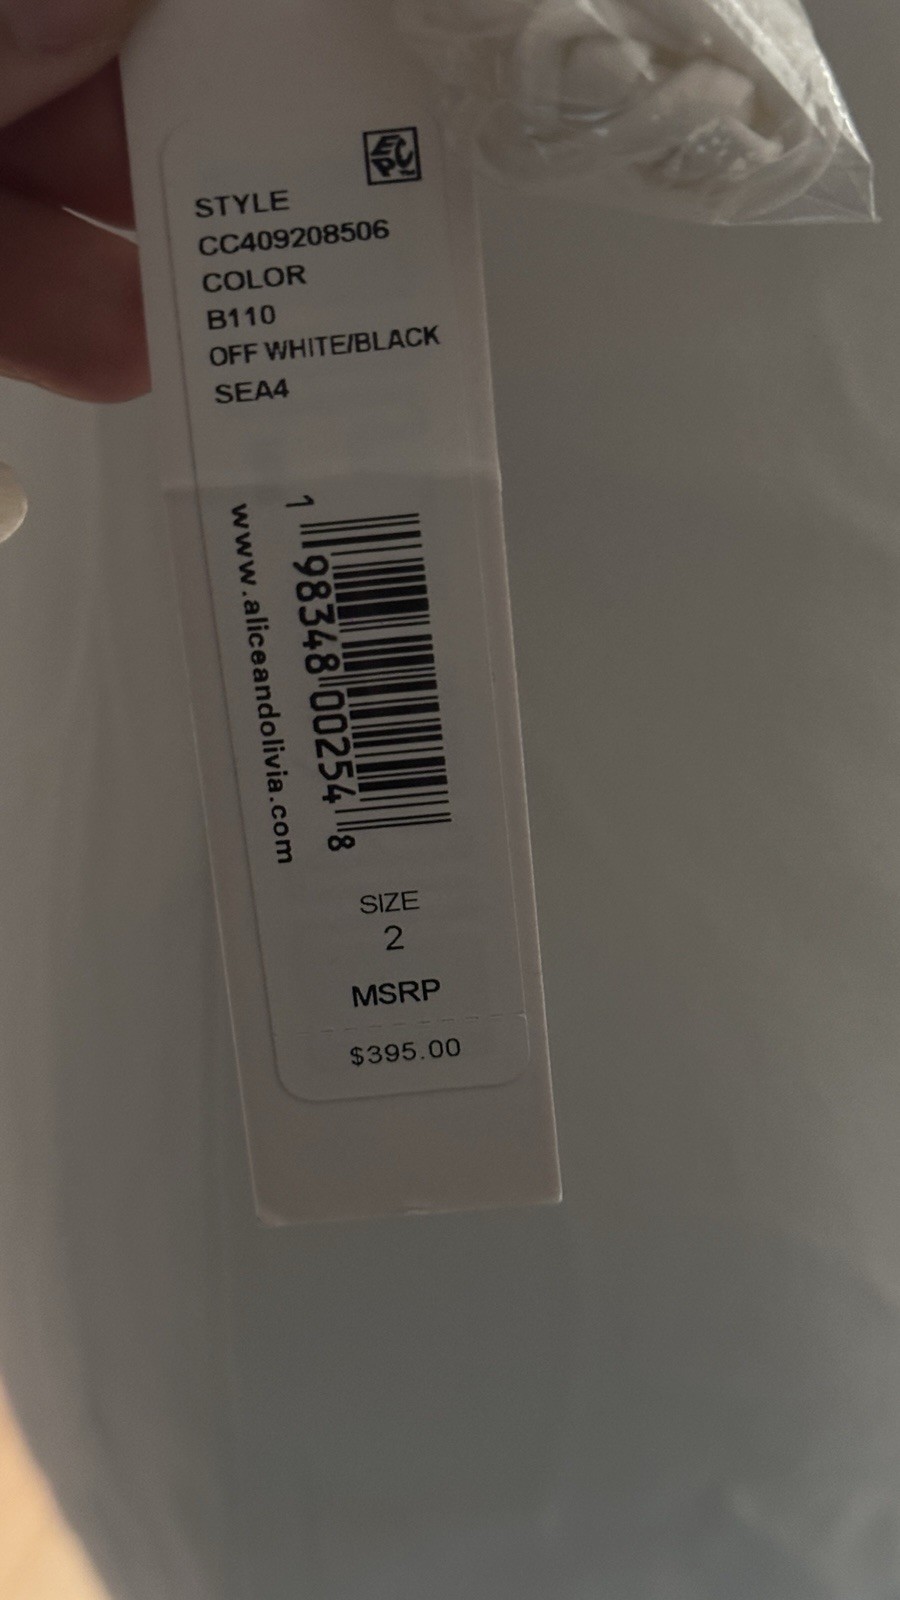 ECPC
STYLE
CC409208506
COLOR
B110
OFF WHITE/BLACK
SEA4
1 98348 00254 8
www.aliceandolivia.com
SIZE
2
MSRP
$395.00